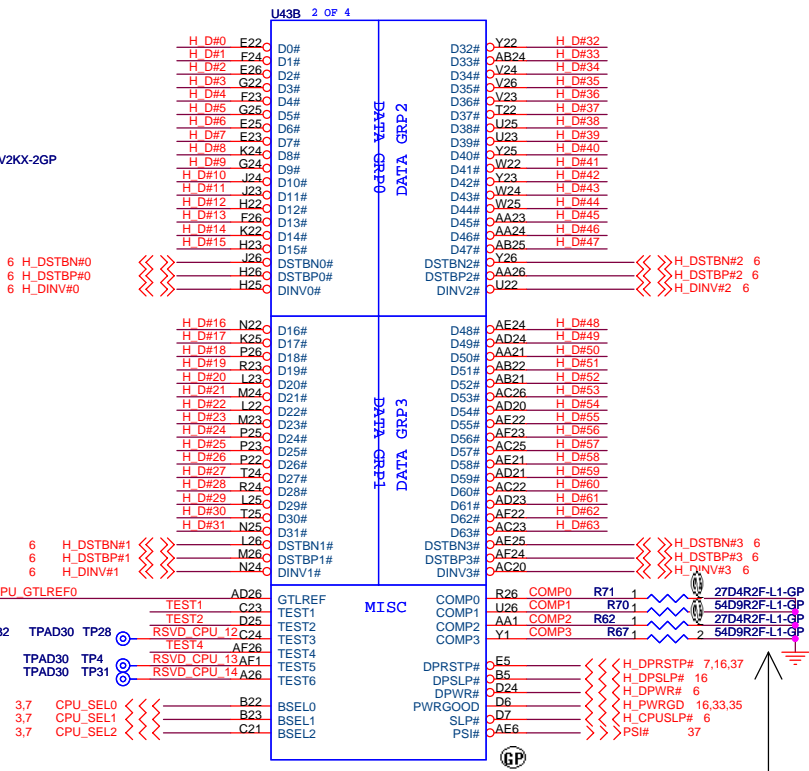 U43B 2 OF 4
H_D#0 E22 D0# D32# Y22 H_D#32
H_D#1 F24 D1# D33# AB24 H_D#33
H_D#2 E26 D2# D34# V24 H_D#34
H_D#3 G22 D3# D35# V26 H_D#35
H_D#4 F23 D4# D36# V23 H_D#36
H_D#5 G25 D5# D37# T22 H_D#37
H_D#6 E25 D6# D38# U25 H_D#38
H_D#7 E23 D7# D39# U23 H_D#39
H_D#8 K24 D8# D40# Y25 H_D#40
V2KX-2GP
H_D#9 G24 D9# D41# W22 H_D#41
H_D#10 J24 D10# D42# Y23 H_D#42
H_D#11 J23 D11# D43# W24 H_D#43
H_D#12 H22 D12# D44# W25 H_D#44
H_D#13 F26 D13# D45# AA23 H_D#45
H_D#14 K22 D14# D46# AA24 H_D#46
H_D#15 H23 D15# D47# AB25 H_D#47
6 H_DSTBN#0 J26 DSTBN0# DSTBN2# Y26 H_DSTBN#2 6
6 H_DSTBP#0 H26 DSTBP0# DSTBP2# AA26 H_DSTBP#2 6
6 H_DINV#0 H25 DINV0# DINV2# U22 H_DINV#2 6
DATA GRP0
DATA GRP2
H_D#16 N22 D16# D48# AE24 H_D#48
H_D#17 K25 D17# D49# AD24 H_D#49
H_D#18 P26 D18# D50# AA21 H_D#50
H_D#19 R23 D19# D51# AB22 H_D#51
H_D#20 L23 D20# D52# AB21 H_D#52
H_D#21 M24 D21# D53# AC26 H_D#53
H_D#22 L22 D22# D54# AD20 H_D#54
H_D#23 M23 D23# D55# AE22 H_D#55
H_D#24 P25 D24# D56# AF23 H_D#56
H_D#25 P23 D25# D57# AC25 H_D#57
H_D#26 P22 D26# D58# AE21 H_D#58
H_D#27 T24 D27# D59# AD21 H_D#59
H_D#28 R24 D28# D60# AC22 H_D#60
H_D#29 L25 D29# D61# AD23 H_D#61
H_D#30 T25 D30# D62# AF22 H_D#62
H_D#31 N25 D31# D63# AC23 H_D#63
6 H_DSTBN#1 L26 DSTBN1# DSTBN3# AE25 H_DSTBN#3 6
6 H_DSTBP#1 M26 DSTBP1# DSTBP3# AF24 H_DSTBP#3 6
6 H_DINV#1 N24 DINV1# DINV3# AC20 H_DINV#3 6
DATA GRP1
DATA GRP3
MISC
PU_GTLREF0 AD26 GTLREF COMP0 R26 COMP0 R71 1 27D4R2F-L1-GP
TEST1 C23 TEST1 COMP1 U26 COMP1 R70 1 54D9R2F-L1-GP
TEST2 D25 TEST2 COMP2 AA1 COMP2 R62 1 2 27D4R2F-L1-GP
TPAD30 TP28 RSVD_CPU_12 C24 TEST3 COMP3 Y1 COMP3 R67 1 2 54D9R2F-L1-GP
TEST4 AF26 TEST4
TPAD30 TP4 RSVD_CPU_13 AF1 TEST5 DPRSTP# E5 H_DPRSTP# 7,16,37
TPAD30 TP31 RSVD_CPU_14 A26 TEST6 DPSLP# B5 H_DPSLP# 16
DPWR# D24 H_DPWR# 6
3,7 CPU_SEL0 B22 BSEL0 PWRGOOD D6 H_PWRGD 16,33,35
3,7 CPU_SEL1 B23 BSEL1 SLP# D7 H_CPUSLP# 6
3,7 CPU_SEL2 C21 BSEL2 PSI# AE6 PSI# 37
GP